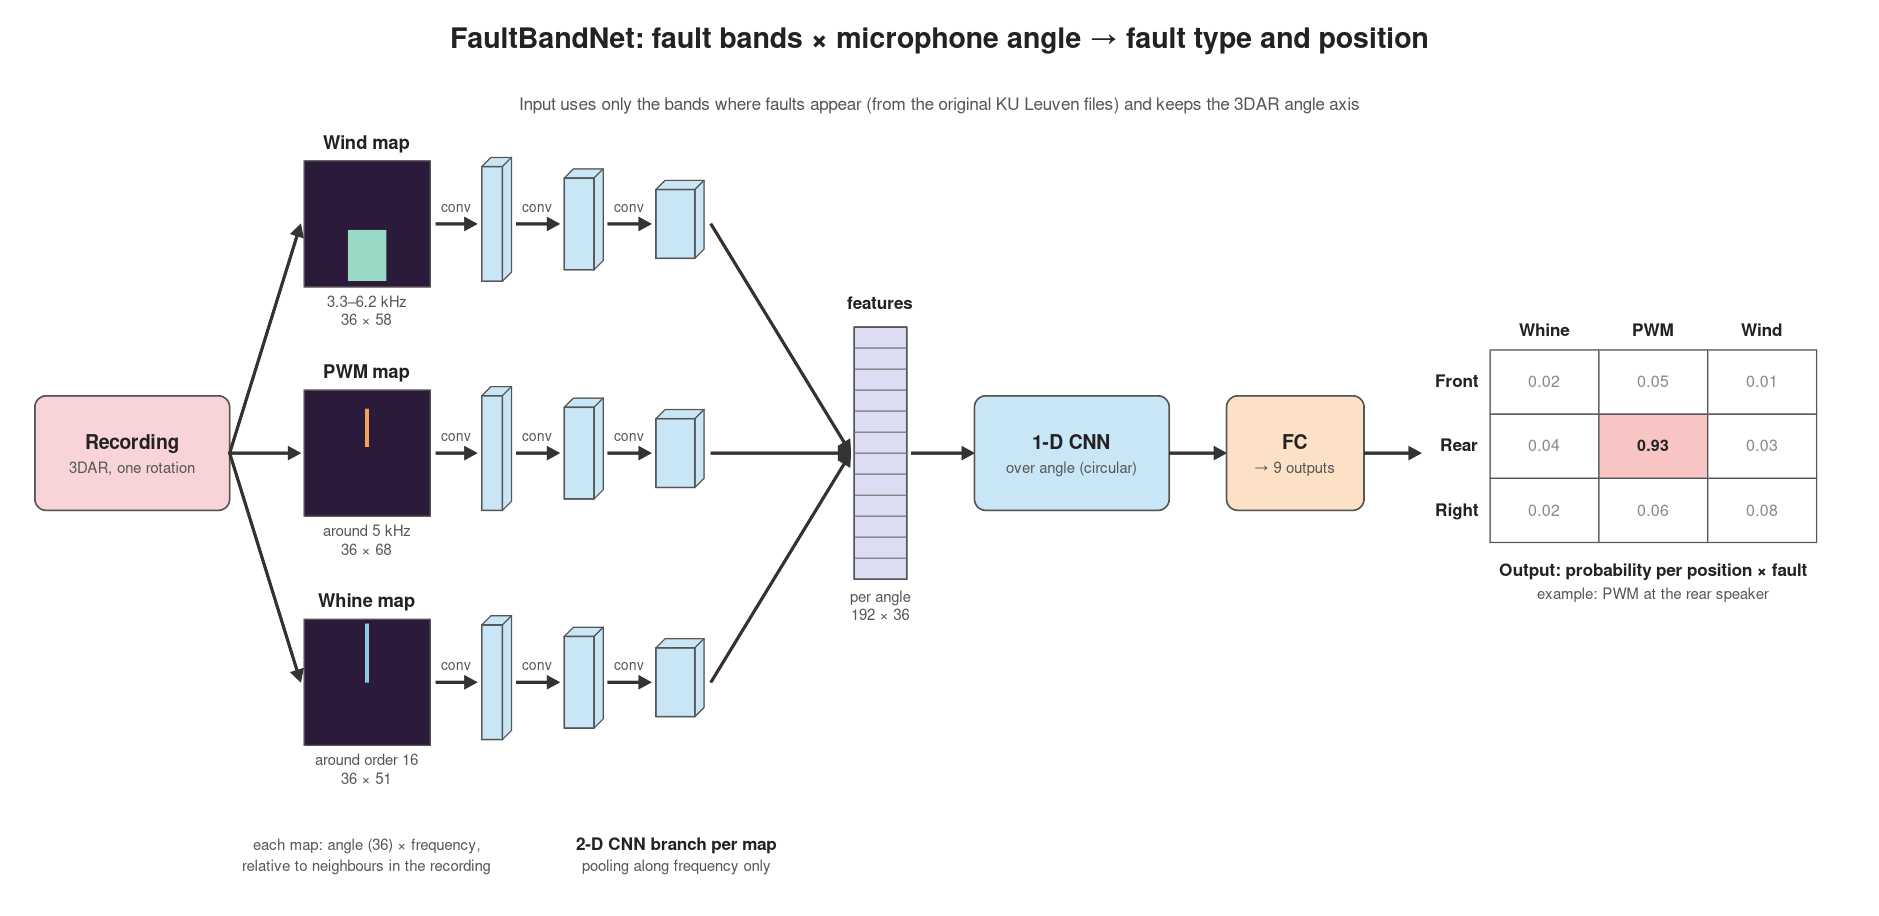 FaultBandNet: fault bands × microphone angle → fault type and position
Input uses only the bands where faults appear (from the original KU Leuven files) and keeps the 3DAR angle axis
Recording
3DAR, one rotation
Wind map
3.3–6.2 kHz
36 × 58
conv
conv
conv
PWM map
around 5 kHz
36 × 68
conv
conv
conv
Whine map
around order 16
36 × 51
conv
conv
conv
each map: angle (36) × frequency,
relative to neighbours in the recording
2-D CNN branch per map
pooling along frequency only
features
per angle
192 × 36
1-D CNN
over angle (circular)
FC
→ 9 outputs
Whine PWM Wind
Front 0.02 0.05 0.01
Rear 0.04 0.93 0.03
Right 0.02 0.06 0.08
Output: probability per position × fault
example: PWM at the rear speaker